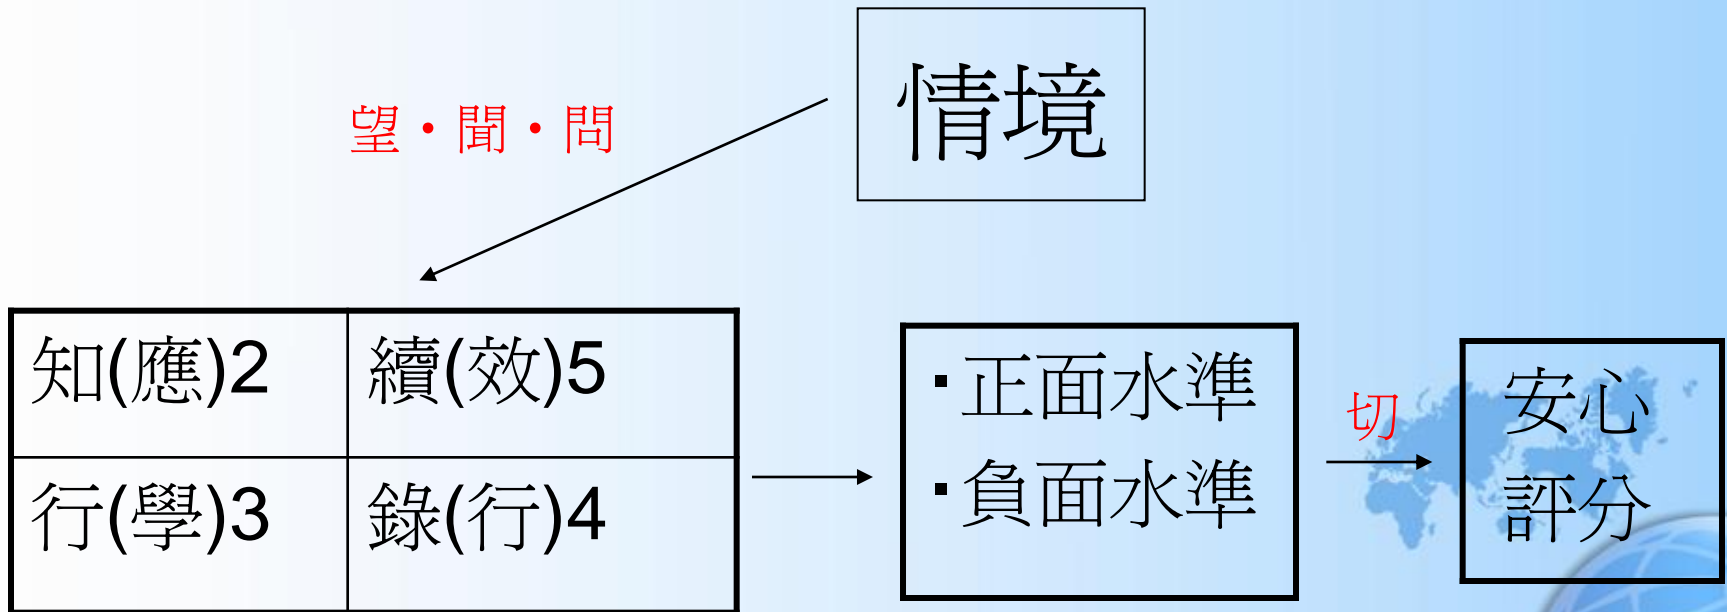 情境
望・聞・問
知(應)2
續(效)5
行(學)3
錄(行)4
▪正面水準
▪負面水準
切
安心
評分